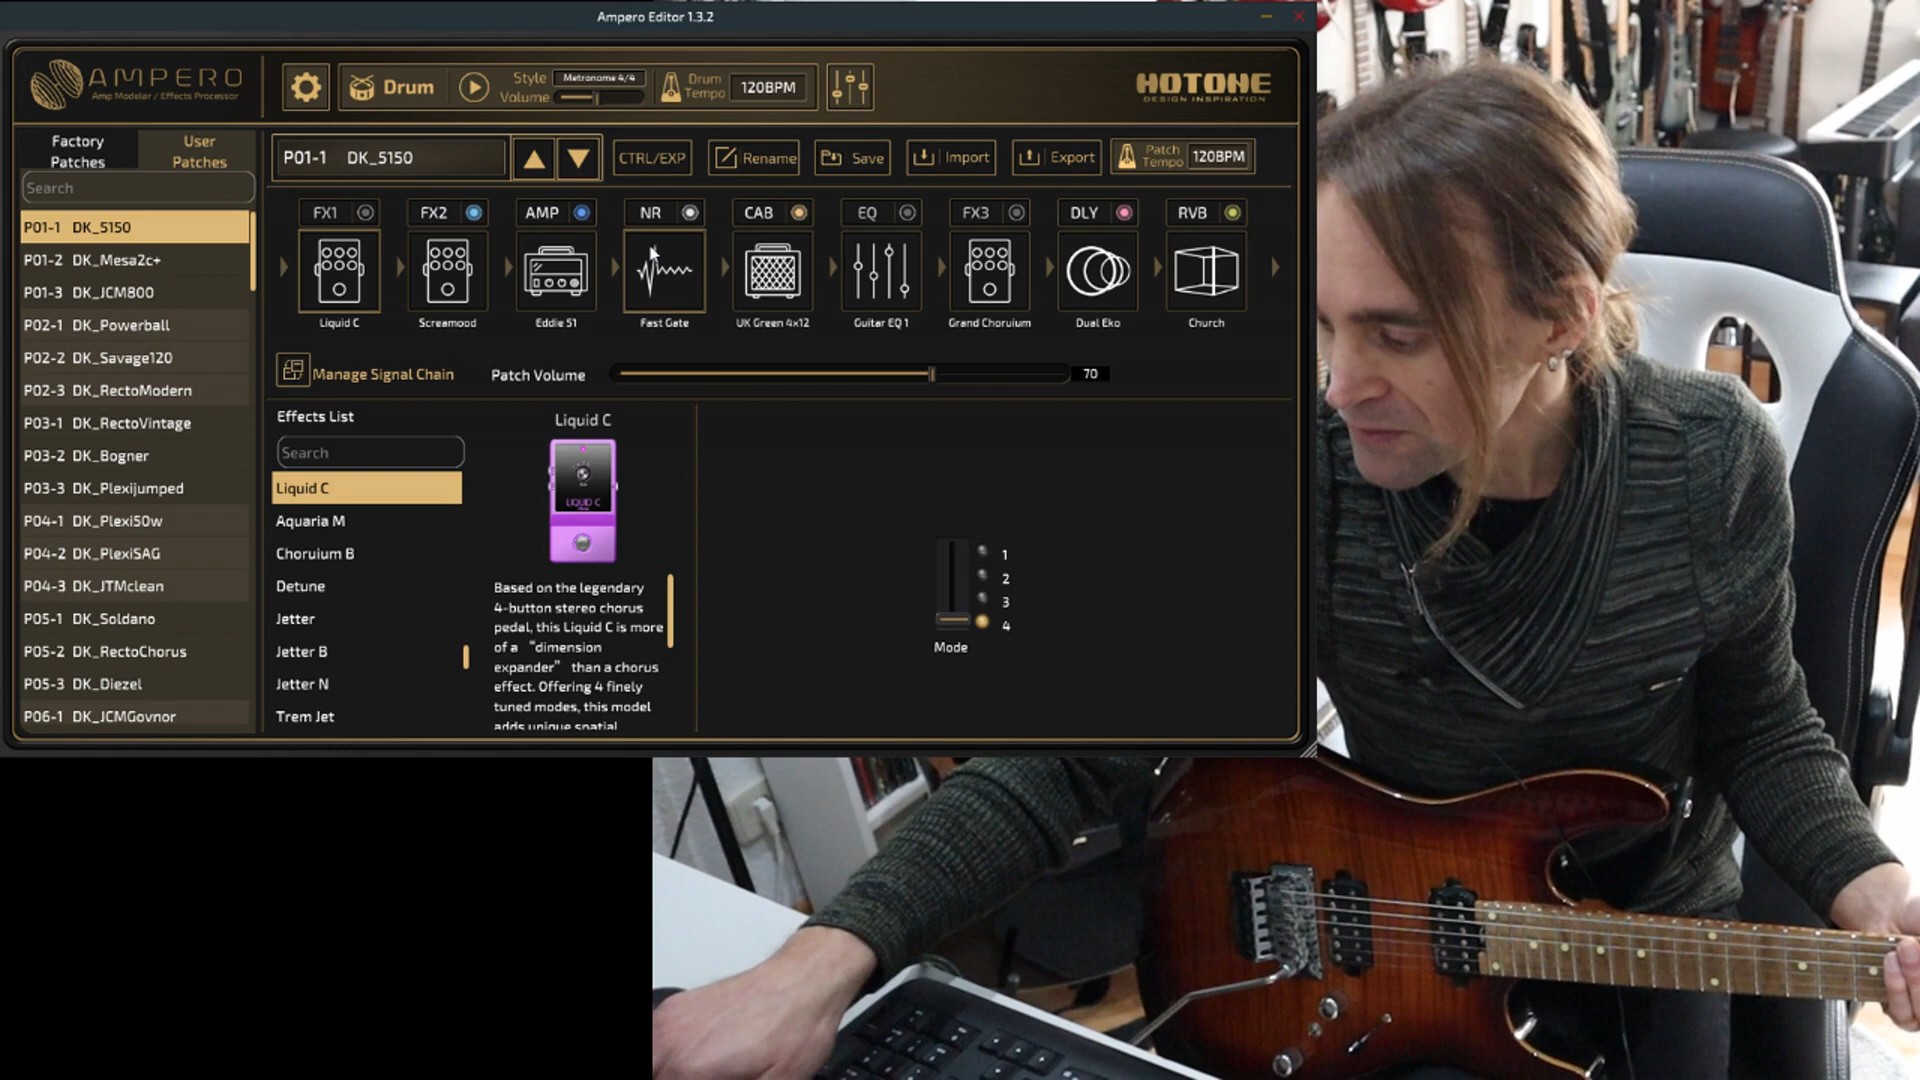 Ampero Editor 1.3.2
AMPERO
Amp Modeler / Effects Processor
Drum
Style
Metronome 4/4
Volume
Drum
Tempo
120BPM
HOTONE
DESIGN INSPIRATION
Factory
Patches
User
Patches
Search
P01-1 DK_5150
CTRL/EXP
Rename
Save
Import
Export
Patch
Tempo
120BPM
P01-1 DK_5150
P01-2 DK_Mesa2c+
P01-3 DK_JCM800
P02-1 DK_Powerball
P02-2 DK_Savage120
P02-3 DK_RectoModern
P03-1 DK_RectoVintage
P03-2 DK_Bogner
P03-3 DK_Plexijumped
P04-1 DK_Plexi50w
P04-2 DK_PlexiSAG
P04-3 DK_JTMclean
P05-1 DK_Soldano
P05-2 DK_RectoChorus
P05-3 DK_Diezel
P06-1 DK_JCMGovnor
FX1
FX2
AMP
NR
CAB
EQ
FX3
DLY
RVB
Liquid C
Screamood
Eddie 51
Fast Gate
UK Green 4x12
Guitar EQ 1
Grand Choruium
Dual Eko
Church
Manage Signal Chain
Patch Volume
70
Effects List
Search
Liquid C
Aquaria M
Choruium B
Detune
Jetter
Jetter B
Jetter N
Trem Jet
Liquid C
LIQUID C
Based on the legendary
4-button stereo chorus
pedal, this Liquid C is more
of a “dimension
expander” than a chorus
effect. Offering 4 finely
tuned modes, this model
adds unique spatial
1
2
3
4
Mode